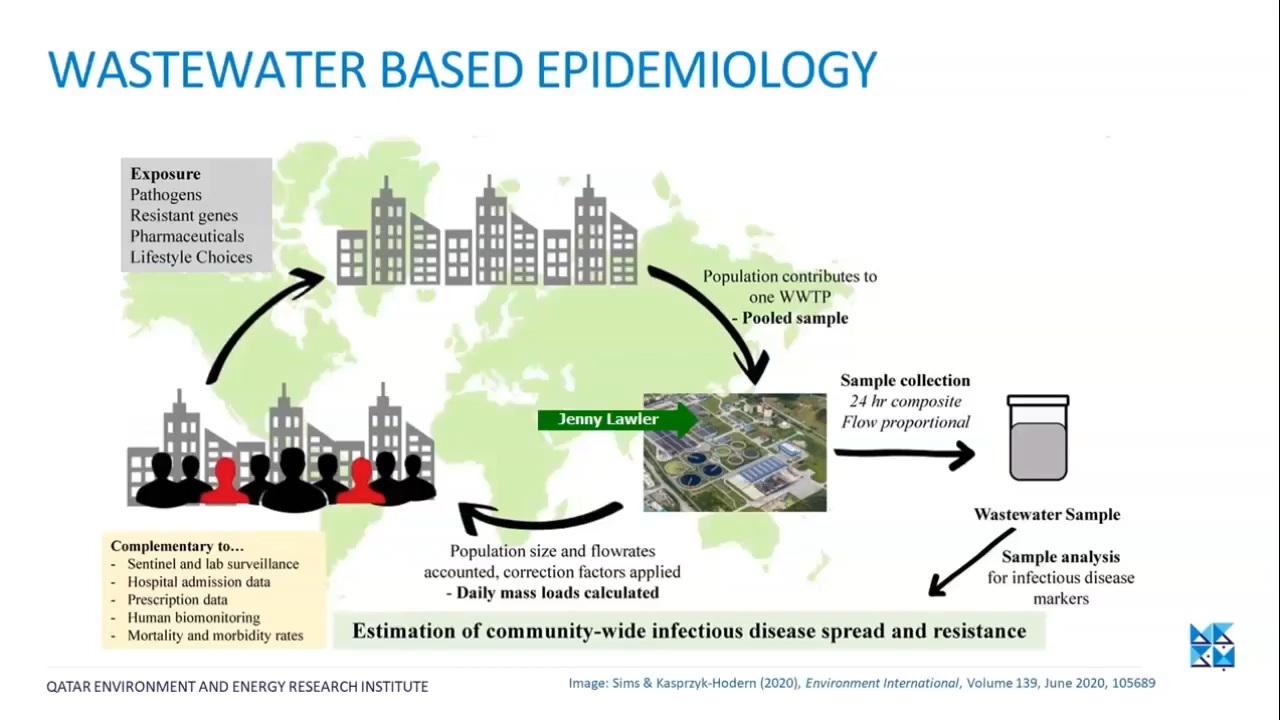 WASTEWATER BASED EPIDEMIOLOGY
Exposure
Pathogens
Resistant genes
Pharmaceuticals
Lifestyle Choices
Population contributes to
one WWTP
- Pooled sample
Sample collection
24 hr composite
Flow proportional
Jenny Lawler
Wastewater Sample
Sample analysis
for infectious disease
markers
Population size and flowrates
accounted, correction factors applied
- Daily mass loads calculated
Complementary to…
- Sentinel and lab surveillance
- Hospital admission data
- Prescription data
- Human biomonitoring
- Mortality and morbidity rates
Estimation of community-wide infectious disease spread and resistance
QATAR ENVIRONMENT AND ENERGY RESEARCH INSTITUTE
Image: Sims & Kasprzyk-Hodern (2020), Environment International, Volume 139, June 2020, 105689